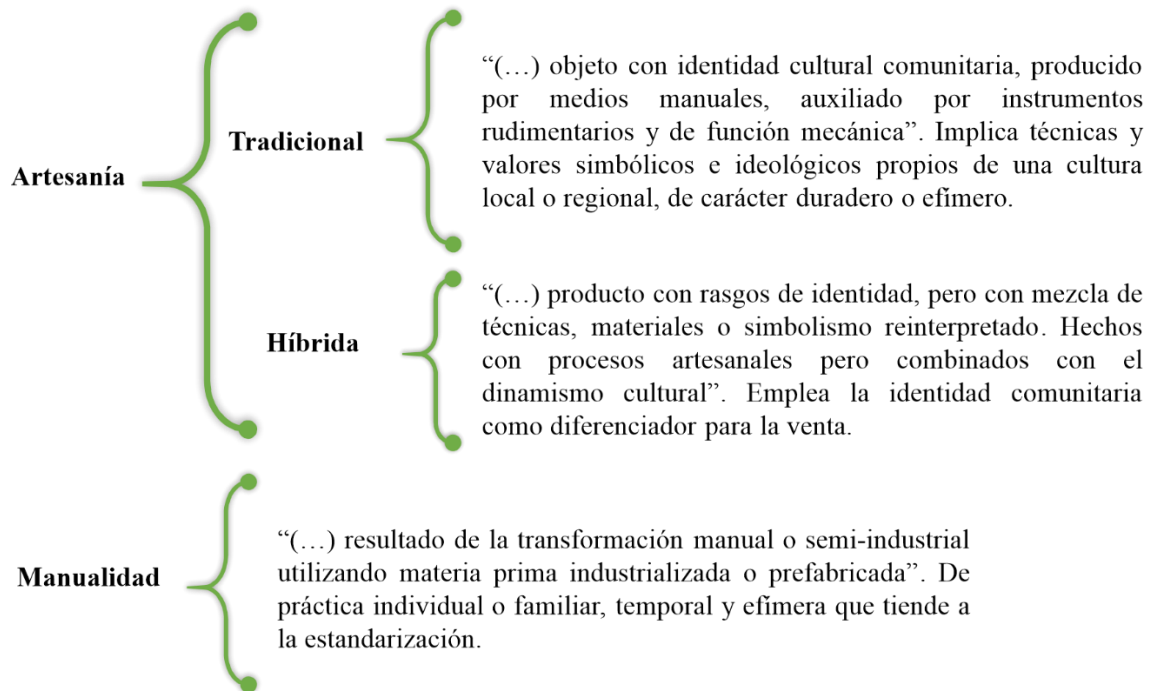 Artesanía
Tradicional
“(…) objeto con identidad cultural comunitaria, producido
por medios manuales, auxiliado por instrumentos
rudimentarios y de función mecánica”. Implica técnicas y
valores simbólicos e ideológicos propios de una cultura
local o regional, de carácter duradero o efímero.
Híbrida
“(…) producto con rasgos de identidad, pero con mezcla de
técnicas, materiales o simbolismo reinterpretado. Hechos
con procesos artesanales pero combinados con el
dinamismo cultural”. Emplea la identidad comunitaria
como diferenciador para la venta.
Manualidad
“(…) resultado de la transformación manual o semi-industrial
utilizando materia prima industrializada o prefabricada”. De
práctica individual o familiar, temporal y efímera que tiende a
la estandarización.